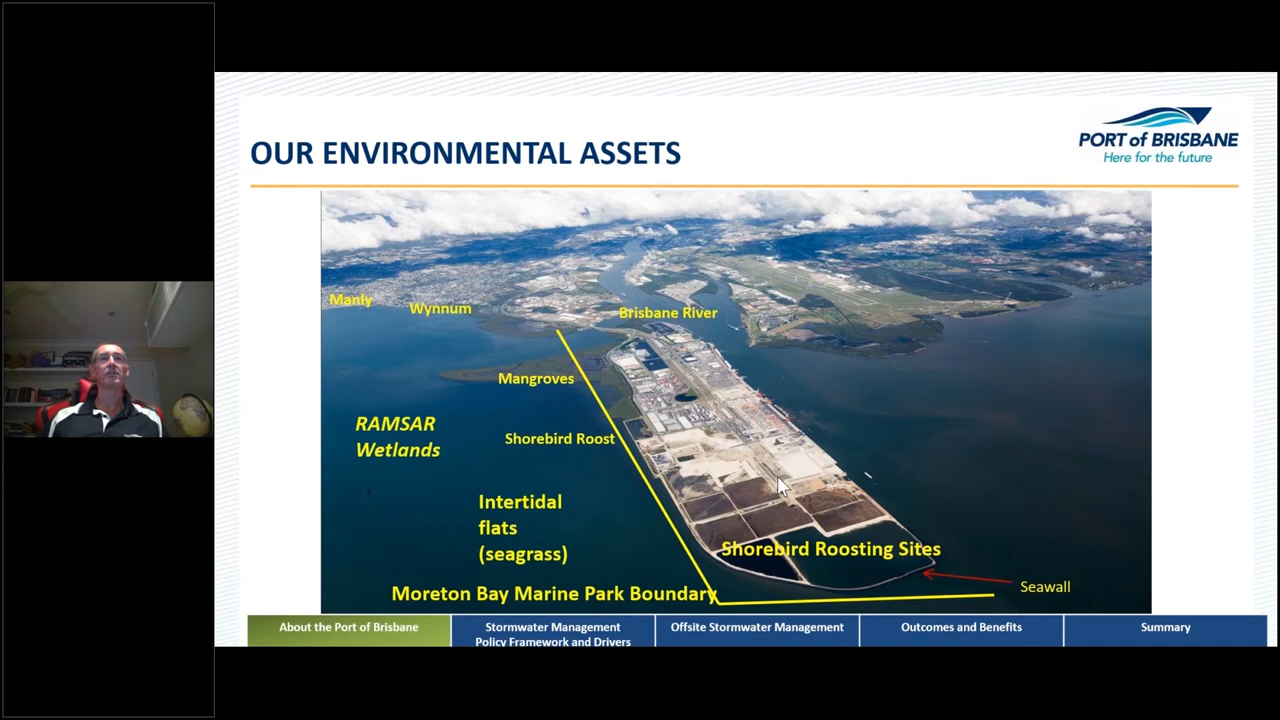 OUR ENVIRONMENTAL ASSETS
PORT of BRISBANE
Here for the future
Manly
Wynnum
Brisbane River
Mangroves
RAMSAR
Wetlands
Shorebird Roost
Intertidal
flats
(seagrass)
Shorebird Roosting Sites
Moreton Bay Marine Park Boundary
Seawall
About the Port of Brisbane
Stormwater Management
Policy Framework and Drivers
Offsite Stormwater Management
Outcomes and Benefits
Summary